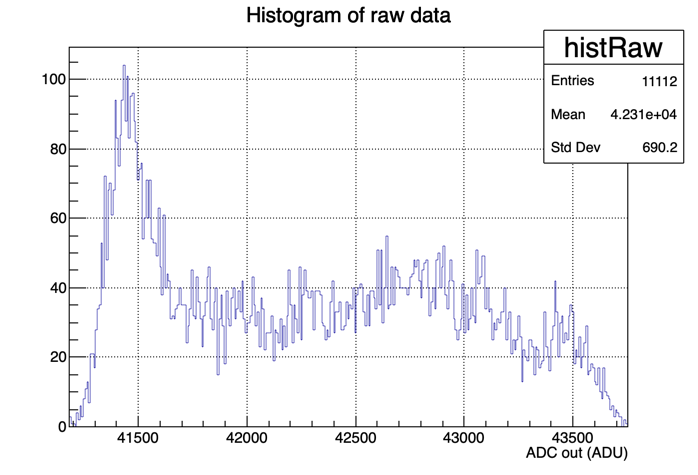 Histogram of raw data
histRaw
Entries 11112
Mean 4.231e+04
Std Dev 690.2
100
80
60
40
20
0
41500 42000 42500 43000 43500
ADC out (ADU)